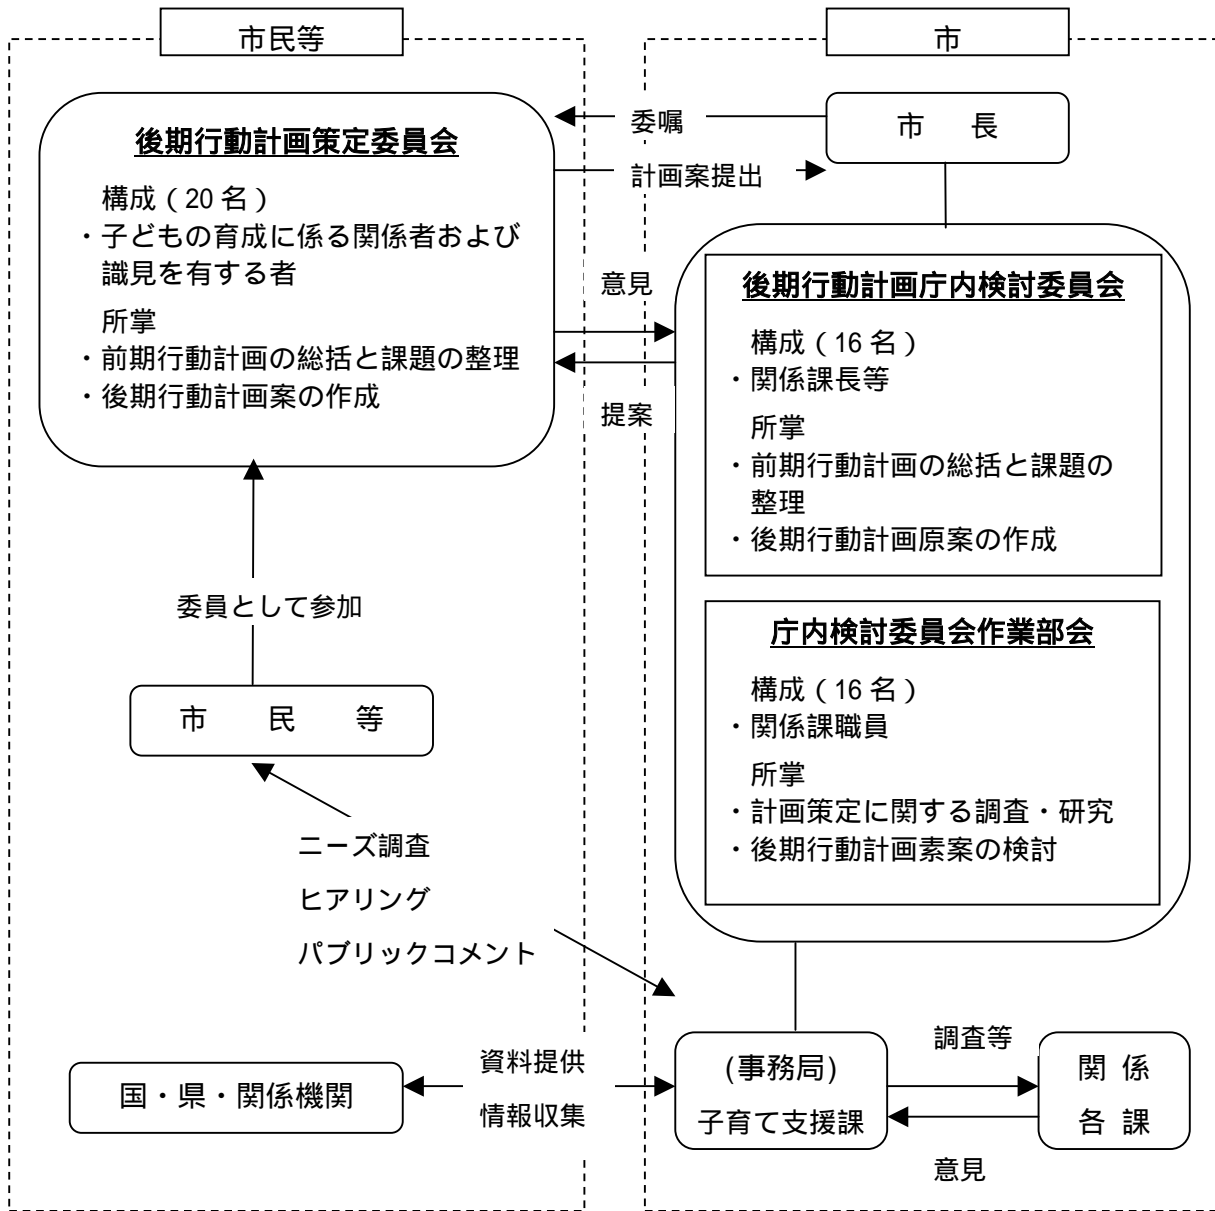 市民等
後期行動計画策定委員会
構成（20名）
・子どもの育成に係る関係者および
識見を有する者
所掌
・前期行動計画の総括と課題の整理
・後期行動計画案の作成
委員として参加
市　民　等
ニーズ調査
ヒアリング
パブリックコメント
国・県・関係機関
委嘱
計画案提出
意見
提案
資料提供
情報収集
市
市　長
後期行動計画庁内検討委員会
構成（16名）
・関係課長等
所掌
・前期行動計画の総括と課題の
整理
・後期行動計画原案の作成
庁内検討委員会作業部会
構成（16名）
・関係課職員
所掌
・計画策定に関する調査・研究
・後期行動計画素案の検討
(事務局)
子育て支援課
調査等
意見
関 係
各 課